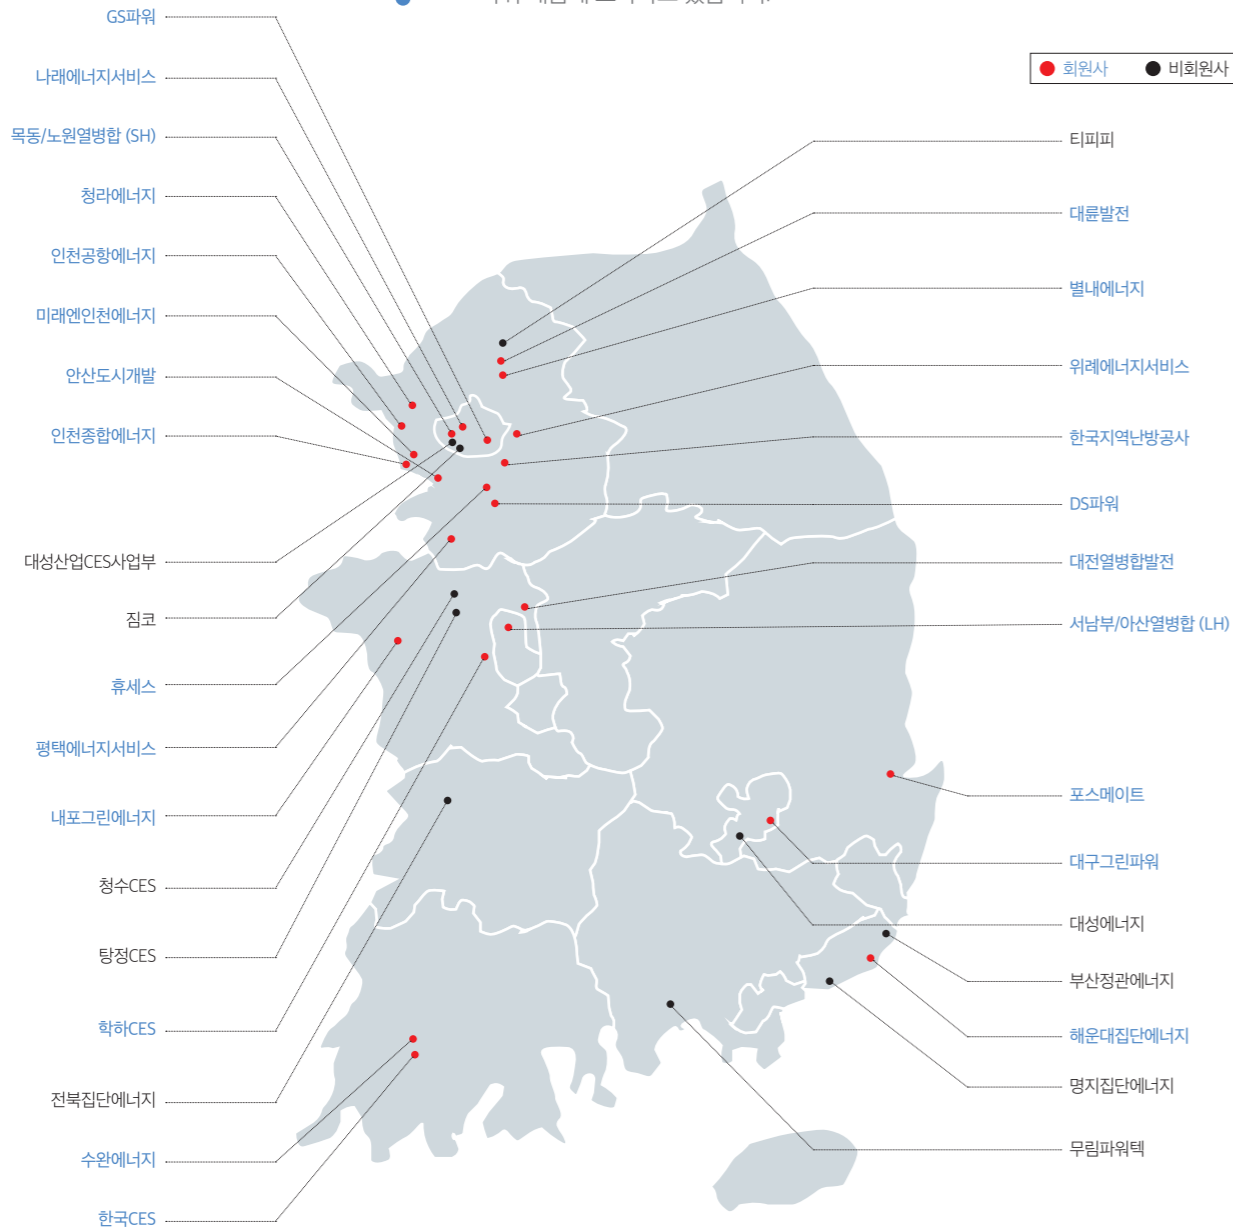 GS파워
나래에너지서비스
목동/노원열병합 (SH)
청라에너지
인천공항에너지
미래엔인천에너지
안산도시개발
인천종합에너지
대성산업CES사업부
짐코
휴세스
평택에너지서비스
내포그린에너지
청수CES
탕정CES
학하CES
전북집단에너지
수완에너지
한국CES
회원사 비회원사
티피피
대륜발전
별내에너지
위례에너지서비스
한국지역난방공사
DS파워
대전열병합발전
서남부/아산열병합 (LH)
포스메이트
대구그린파워
대성에너지
부산정관에너지
해운대집단에너지
명지집단에너지
무림파워텍